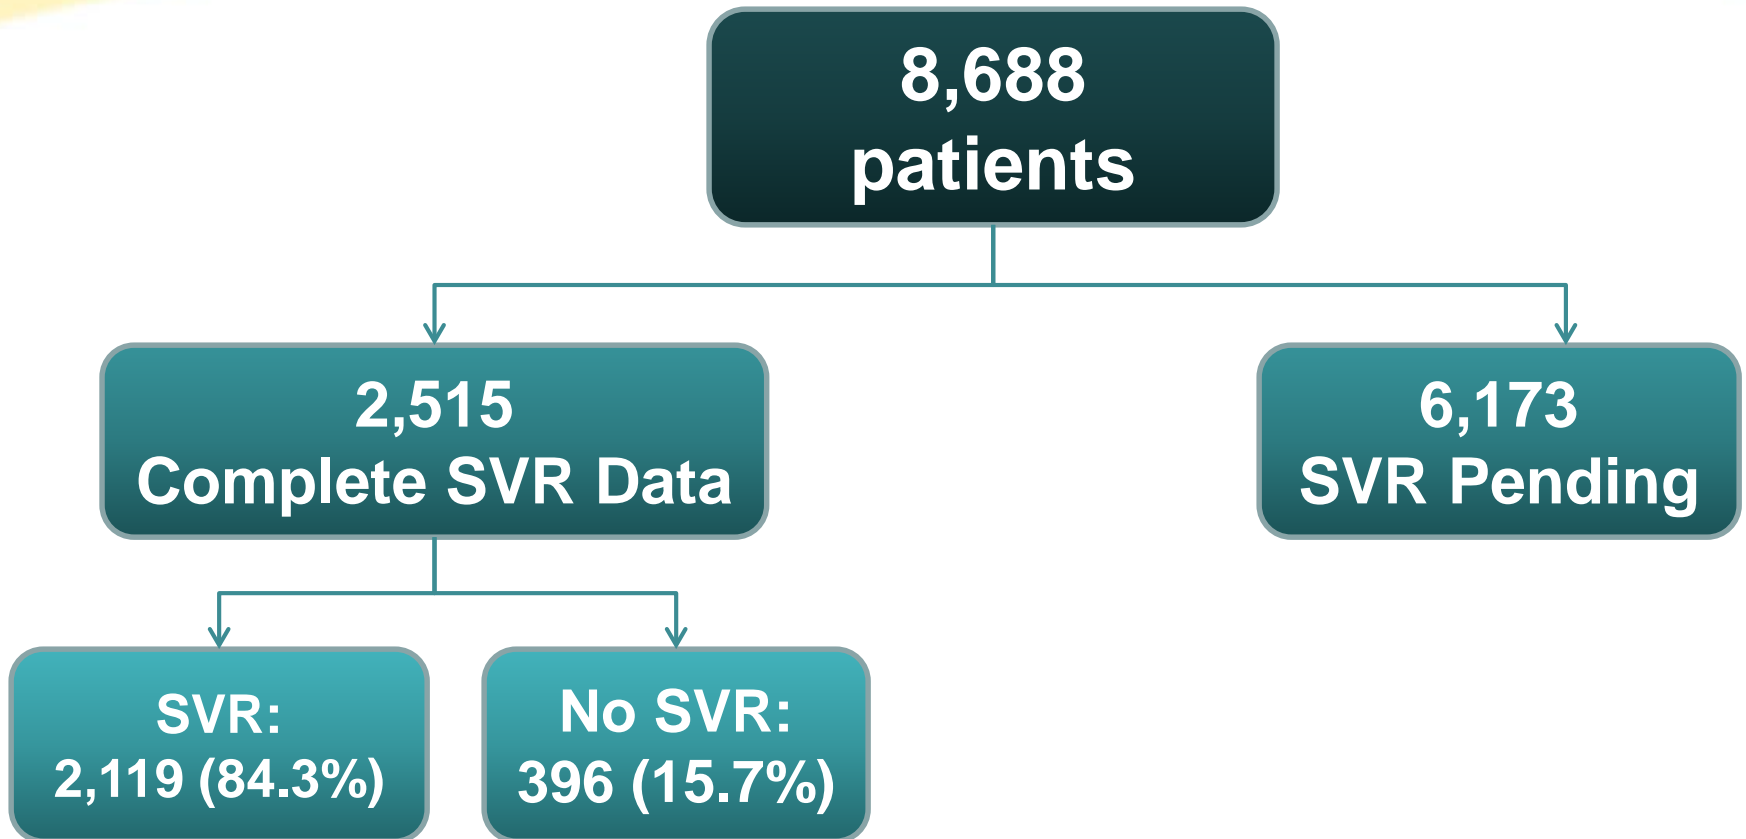 8,688
patients
2,515
Complete SVR Data
6,173
SVR Pending
SVR:
2,119 (84.3%)
No SVR:
396 (15.7%)